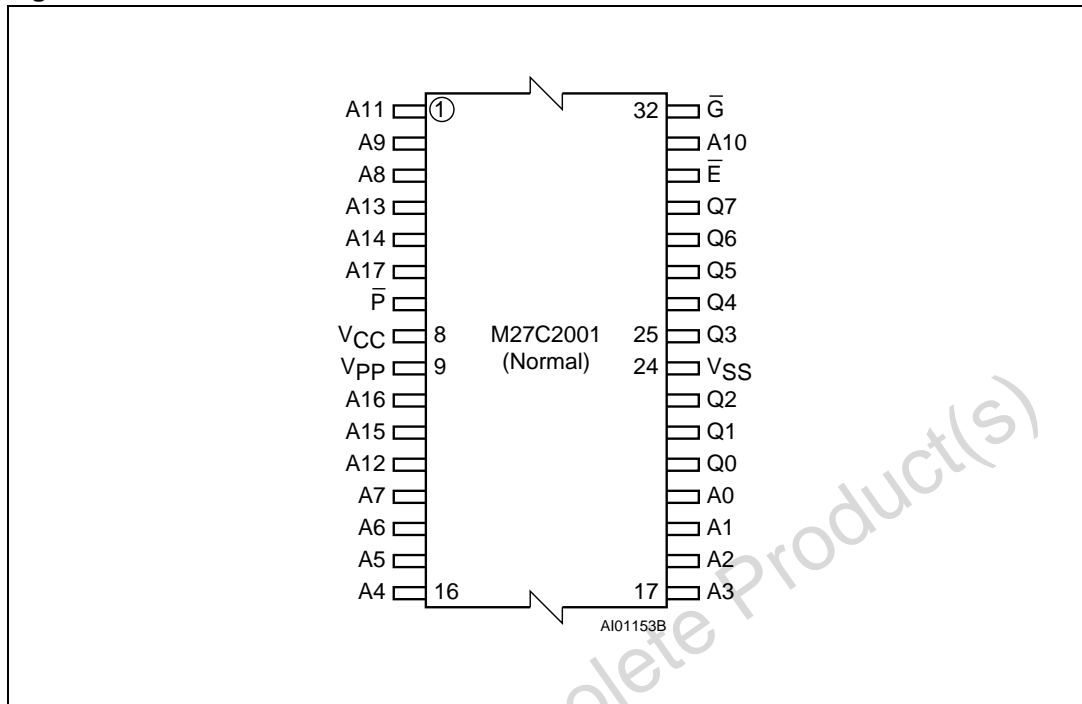 A11 1 32 G̅
A9 A10
A8 E̅
A13 Q7
A14 Q6
A17 Q5
P̅ Q4
VCC 8 M27C2001 25 Q3
VPP 9 (Normal) 24 VSS
A16 Q2
A15 Q1
A12 Q0
A7 A0
A6 A1
A5 A2
A4 16 17 A3
AI01153B
olete Product(s)